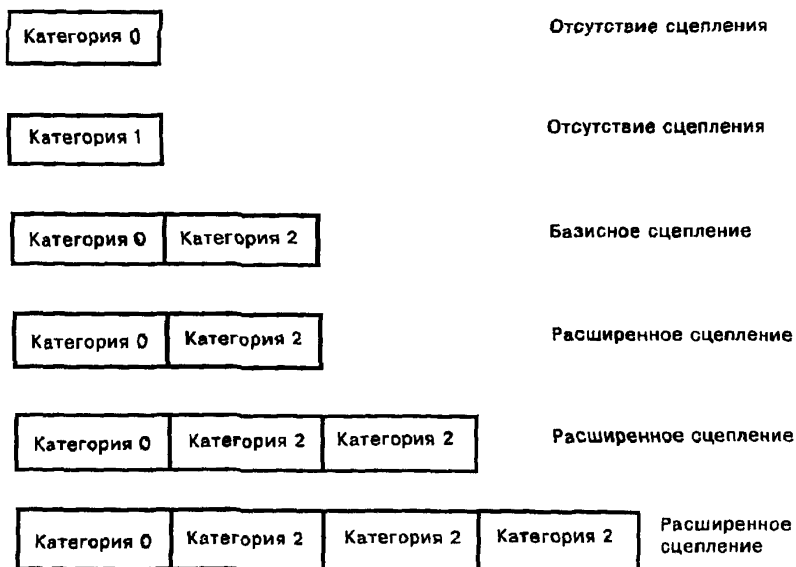 Категория 0 Отсутствие сцепления
Категория 1 Отсутствие сцепления
Категория 0 Категория 2 Базисное сцепление
Категория 0 Категория 2 Расширенное сцепление
Категория 0 Категория 2 Категория 2 Расширенное сцепление
Категория 0 Категория 2 Категория 2 Категория 2 Расширенное
сцепление